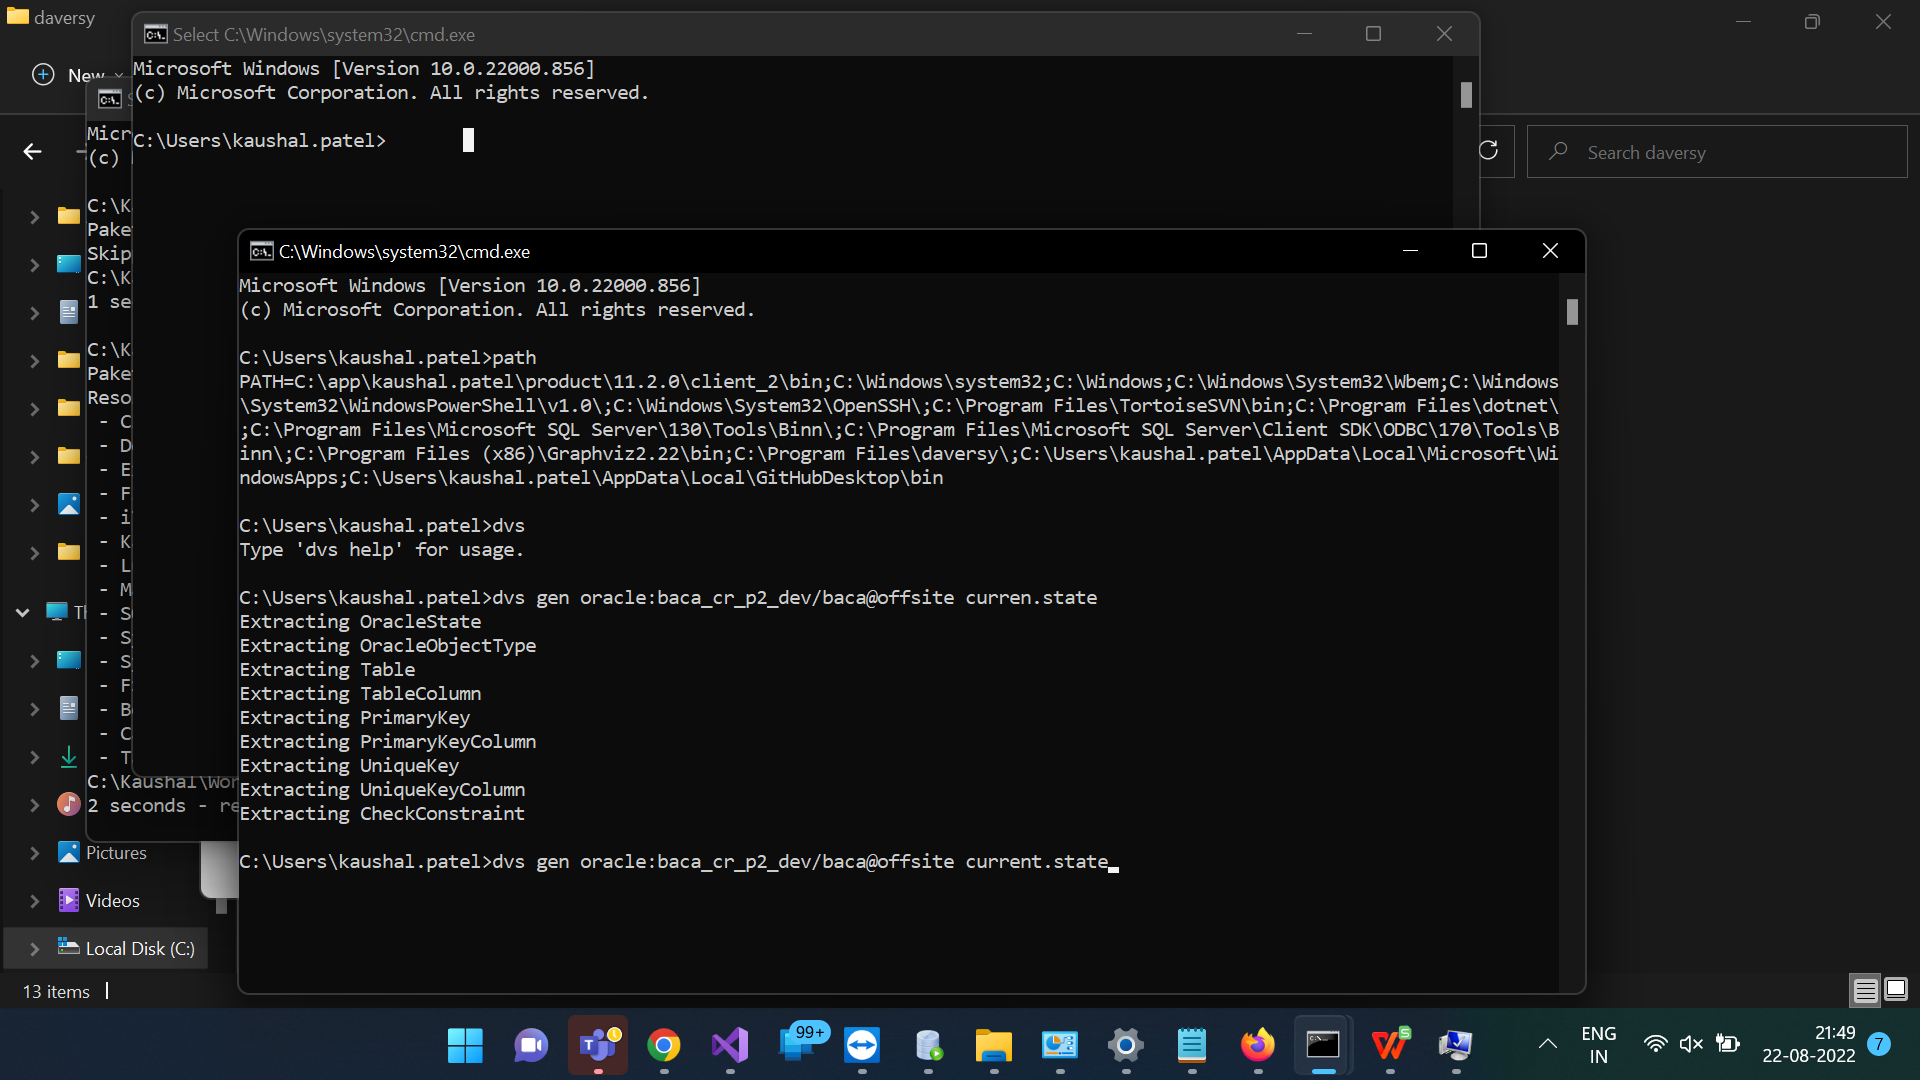 daversy
Select C:\Windows\system32\cmd.exe
New
Microsoft Windows [Version 10.0.22000.856]
(c) Microsoft Corporation. All rights reserved.
C:\Users\kaushal.patel>
Search daversy
Micr
(c)
C:\K
Pake
Skip
C:\K
1 se
C:\K
Pake
Reso
- C
- D
- E
- F
- i
- K
- L
- M
- S
- S
- S
- F
- B
- C
- T
C:\Kaushal\Wor
2 seconds - re
C:\Windows\system32\cmd.exe
Microsoft Windows [Version 10.0.22000.856]
(c) Microsoft Corporation. All rights reserved.
C:\Users\kaushal.patel>path
PATH=C:\app\kaushal.patel\product\11.2.0\client_2\bin;C:\Windows\system32;C:\Windows;C:\Windows\System32\Wbem;C:\Windows
\System32\WindowsPowerShell\v1.0\;C:\Windows\System32\OpenSSH\;C:\Program Files\TortoiseSVN\bin;C:\Program Files\dotnet\
;C:\Program Files\Microsoft SQL Server\130\Tools\Binn\;C:\Program Files\Microsoft SQL Server\Client SDK\ODBC\170\Tools\B
inn\;C:\Program Files (x86)\Graphviz2.22\bin;C:\Program Files\daversy\;C:\Users\kaushal.patel\AppData\Local\Microsoft\Wi
ndowsApps;C:\Users\kaushal.patel\AppData\Local\GitHubDesktop\bin
C:\Users\kaushal.patel>dvs
Type 'dvs help' for usage.
C:\Users\kaushal.patel>dvs gen oracle:baca_cr_p2_dev/baca@offsite curren.state
Extracting OracleState
Extracting OracleObjectType
Extracting Table
Extracting TableColumn
Extracting PrimaryKey
Extracting PrimaryKeyColumn
Extracting UniqueKey
Extracting UniqueKeyColumn
Extracting CheckConstraint
C:\Users\kaushal.patel>dvs gen oracle:baca_cr_p2_dev/baca@offsite current.state
Pictures
Videos
Local Disk (C:)
13 items
99+
ENG
IN
21:49
22-08-2022
7